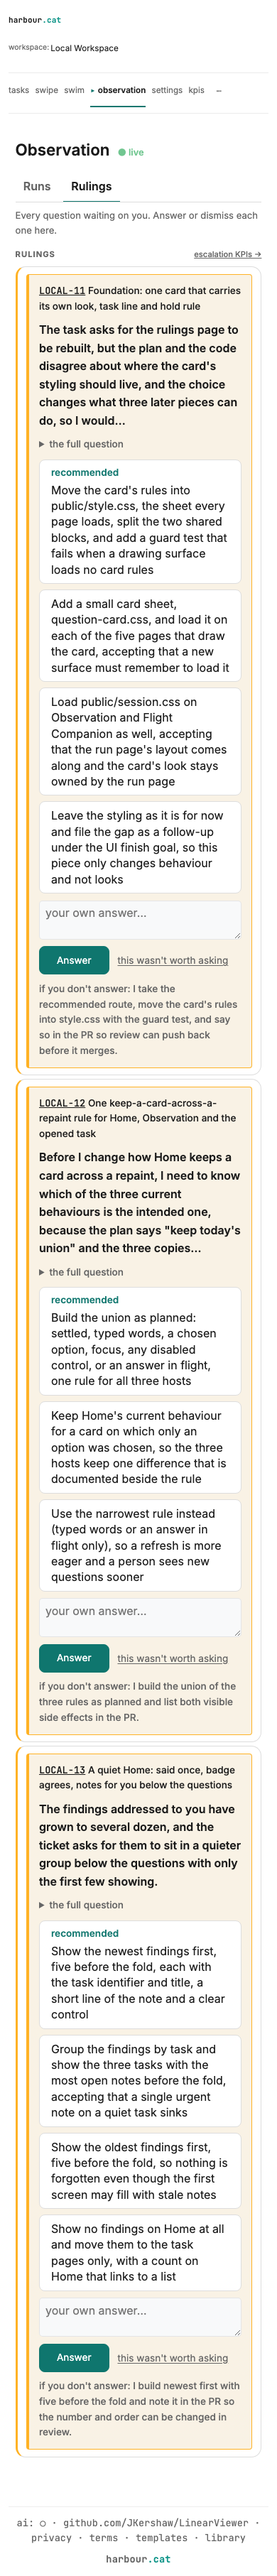 harbour.cat
workspace: Local Workspace
tasks swipe swim ▸ observation settings kpis ⋯
Observation ● live
Runs Rulings
Every question waiting on you. Answer or dismiss each
one here.
RULINGS escalation KPIs →
LOCAL-11 Foundation: one card that carries
its own look, task line and hold rule
The task asks for the rulings page to
be rebuilt, but the plan and the code
disagree about where the card's
styling should live, and the choice
changes what three later pieces can
do, so I would…
▸ the full question
recommended
Move the card's rules into
public/style.css, the sheet every
page loads, split the two shared
blocks, and add a guard test that
fails when a drawing surface
loads no card rules
Add a small card sheet,
question-card.css, and load it on
each of the five pages that draw
the card, accepting that a new
surface must remember to load it
Load public/session.css on
Observation and Flight
Companion as well, accepting
that the run page's layout comes
along and the card's look stays
owned by the run page
Leave the styling as it is for now
and file the gap as a follow-up
under the UI finish goal, so this
piece only changes behaviour
and not looks
your own answer...
Answer this wasn't worth asking
if you don't answer: I take the
recommended route, move the card's rules
into style.css with the guard test, and say
so in the PR so review can push back
before it merges.
LOCAL-12 One keep-a-card-across-a-
repaint rule for Home, Observation and the
opened task
Before I change how Home keeps a
card across a repaint, I need to know
which of the three current
behaviours is the intended one,
because the plan says "keep today's
union" and the three copies…
▸ the full question
recommended
Build the union as planned:
settled, typed words, a chosen
option, focus, any disabled
control, or an answer in flight,
one rule for all three hosts
Keep Home's current behaviour
for a card on which only an
option was chosen, so the three
hosts keep one difference that is
documented beside the rule
Use the narrowest rule instead
(typed words or an answer in
flight only), so a refresh is more
eager and a person sees new
questions sooner
your own answer...
Answer this wasn't worth asking
if you don't answer: I build the union of the
three rules as planned and list both visible
side effects in the PR.
LOCAL-13 A quiet Home: said once, badge
agrees, notes for you below the questions
The findings addressed to you have
grown to several dozen, and the
ticket asks for them to sit in a quieter
group below the questions with only
the first few showing.
▸ the full question
recommended
Show the newest findings first,
five before the fold, each with
the task identifier and title, a
short line of the note and a clear
control
Group the findings by task and
show the three tasks with the
most open notes before the fold,
accepting that a single urgent
note on a quiet task sinks
Show the oldest findings first,
five before the fold, so nothing is
forgotten even though the first
screen may fill with stale notes
Show no findings on Home at all
and move them to the task
pages only, with a count on
Home that links to a list
your own answer...
Answer this wasn't worth asking
if you don't answer: I build newest first with
five before the fold and note it in the PR so
the number and order can be changed in
review.
ai: ○ · github.com/JKershaw/LinearViewer ·
privacy · terms · templates · library
harbour.cat